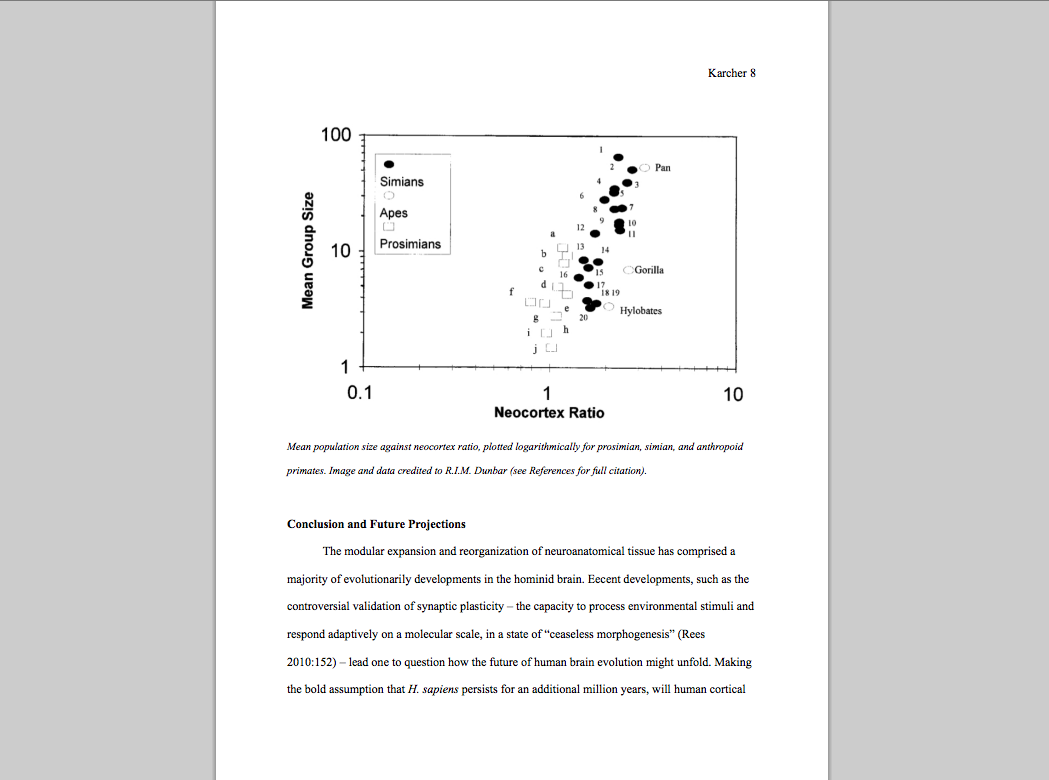 Karcher 8
100
10
1
Mean Group Size
Simians
Apes
Prosimians
1
2
Pan
4
3
6
5
8
7
9
10
12
11
a
13
14
b
c
16
15
Gorilla
d
17
f
18 19
e
Hylobates
g
20
i
h
j
0.1
1
10
Neocortex Ratio
Mean population size against neocortex ratio, plotted logarithmically for prosimian, simian, and anthropoid
primates. Image and data credited to R.I.M. Dunbar (see References for full citation).
Conclusion and Future Projections
The modular expansion and reorganization of neuroanatomical tissue has comprised a
majority of evolutionarily developments in the hominid brain. Eecent developments, such as the
controversial validation of synaptic plasticity – the capacity to process environmental stimuli and
respond adaptively on a molecular scale, in a state of “ceaseless morphogenesis” (Rees
2010:152) – lead one to question how the future of human brain evolution might unfold. Making
the bold assumption that H. sapiens persists for an additional million years, will human cortical